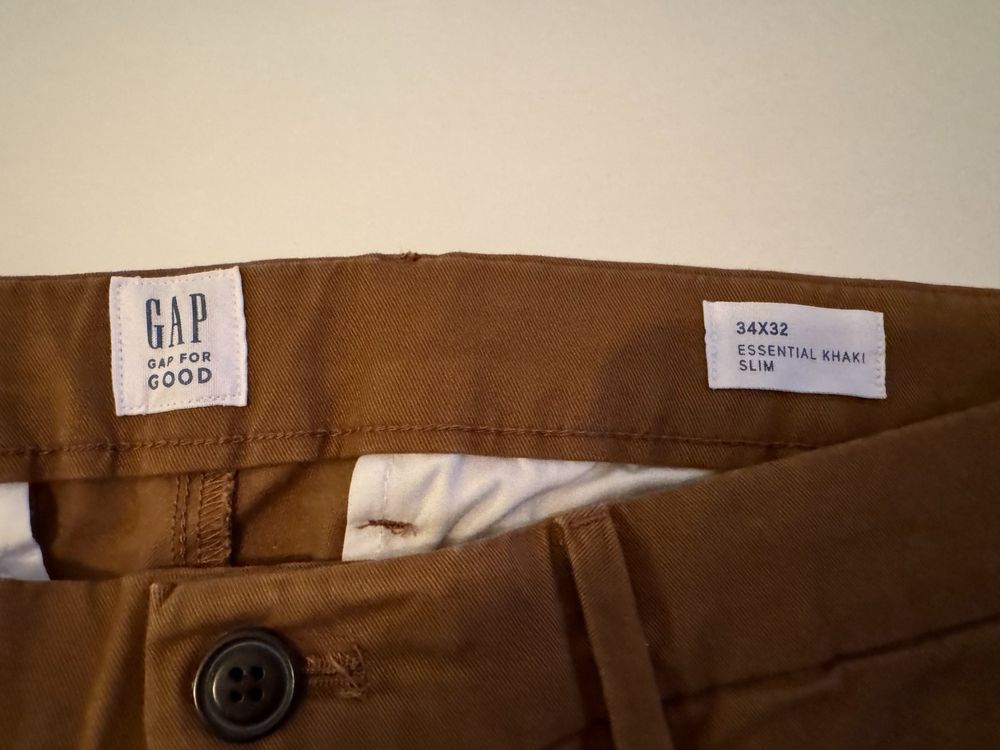 GAP
GAP FOR
GOOD
34X32
ESSENTIAL KHAKI
SLIM